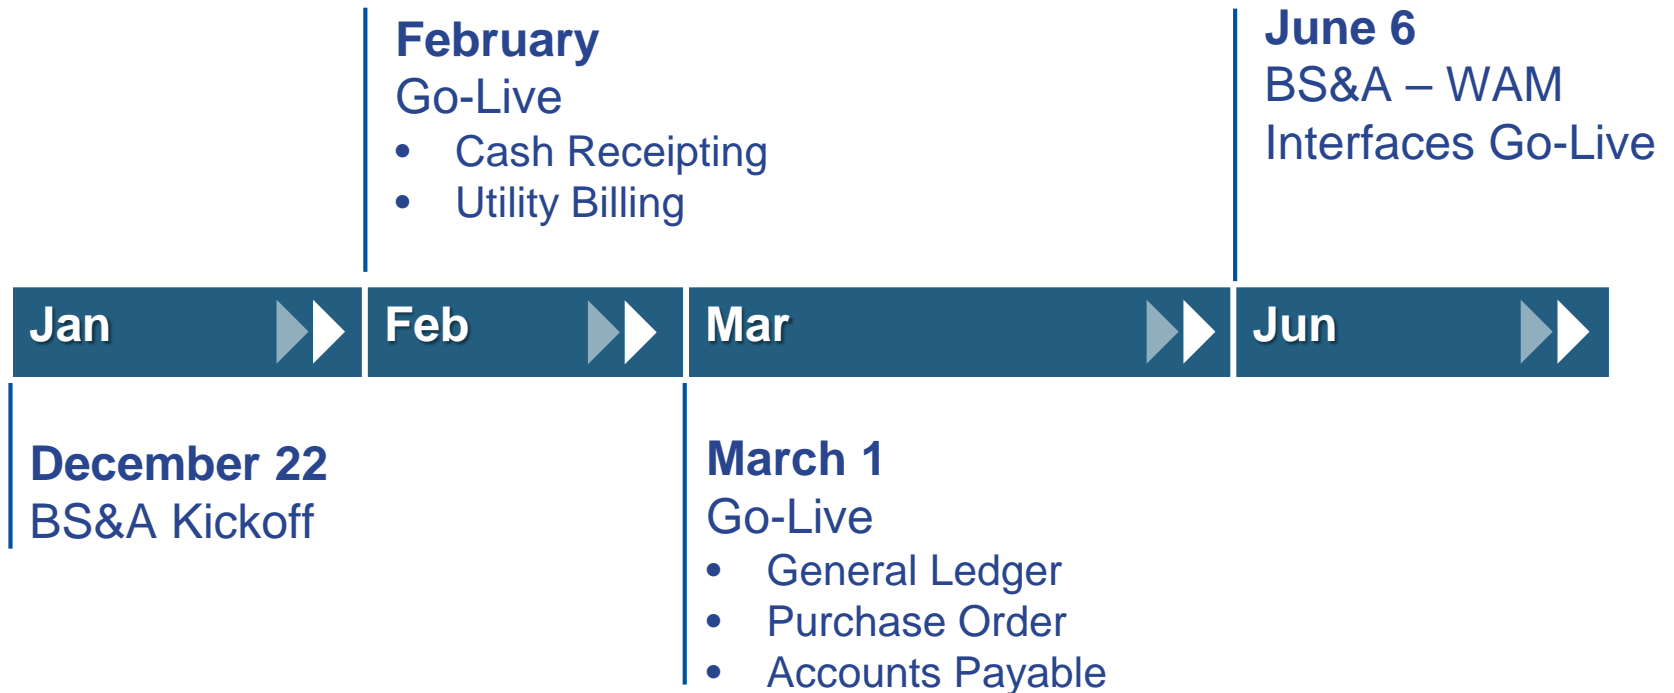 February
Go-Live
• Cash Receipting
• Utility Billing
June 6
BS&A – WAM
Interfaces Go-Live
Jan
Feb
Mar
Jun
December 22
BS&A Kickoff
March 1
Go-Live
• General Ledger
• Purchase Order
• Accounts Payable